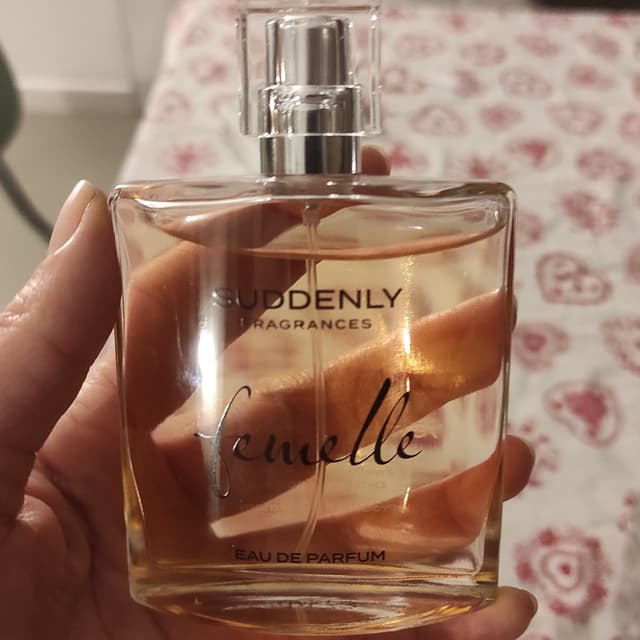 SUDDENLY
FRAGRANCES
femelle
EAU DE PARFUM